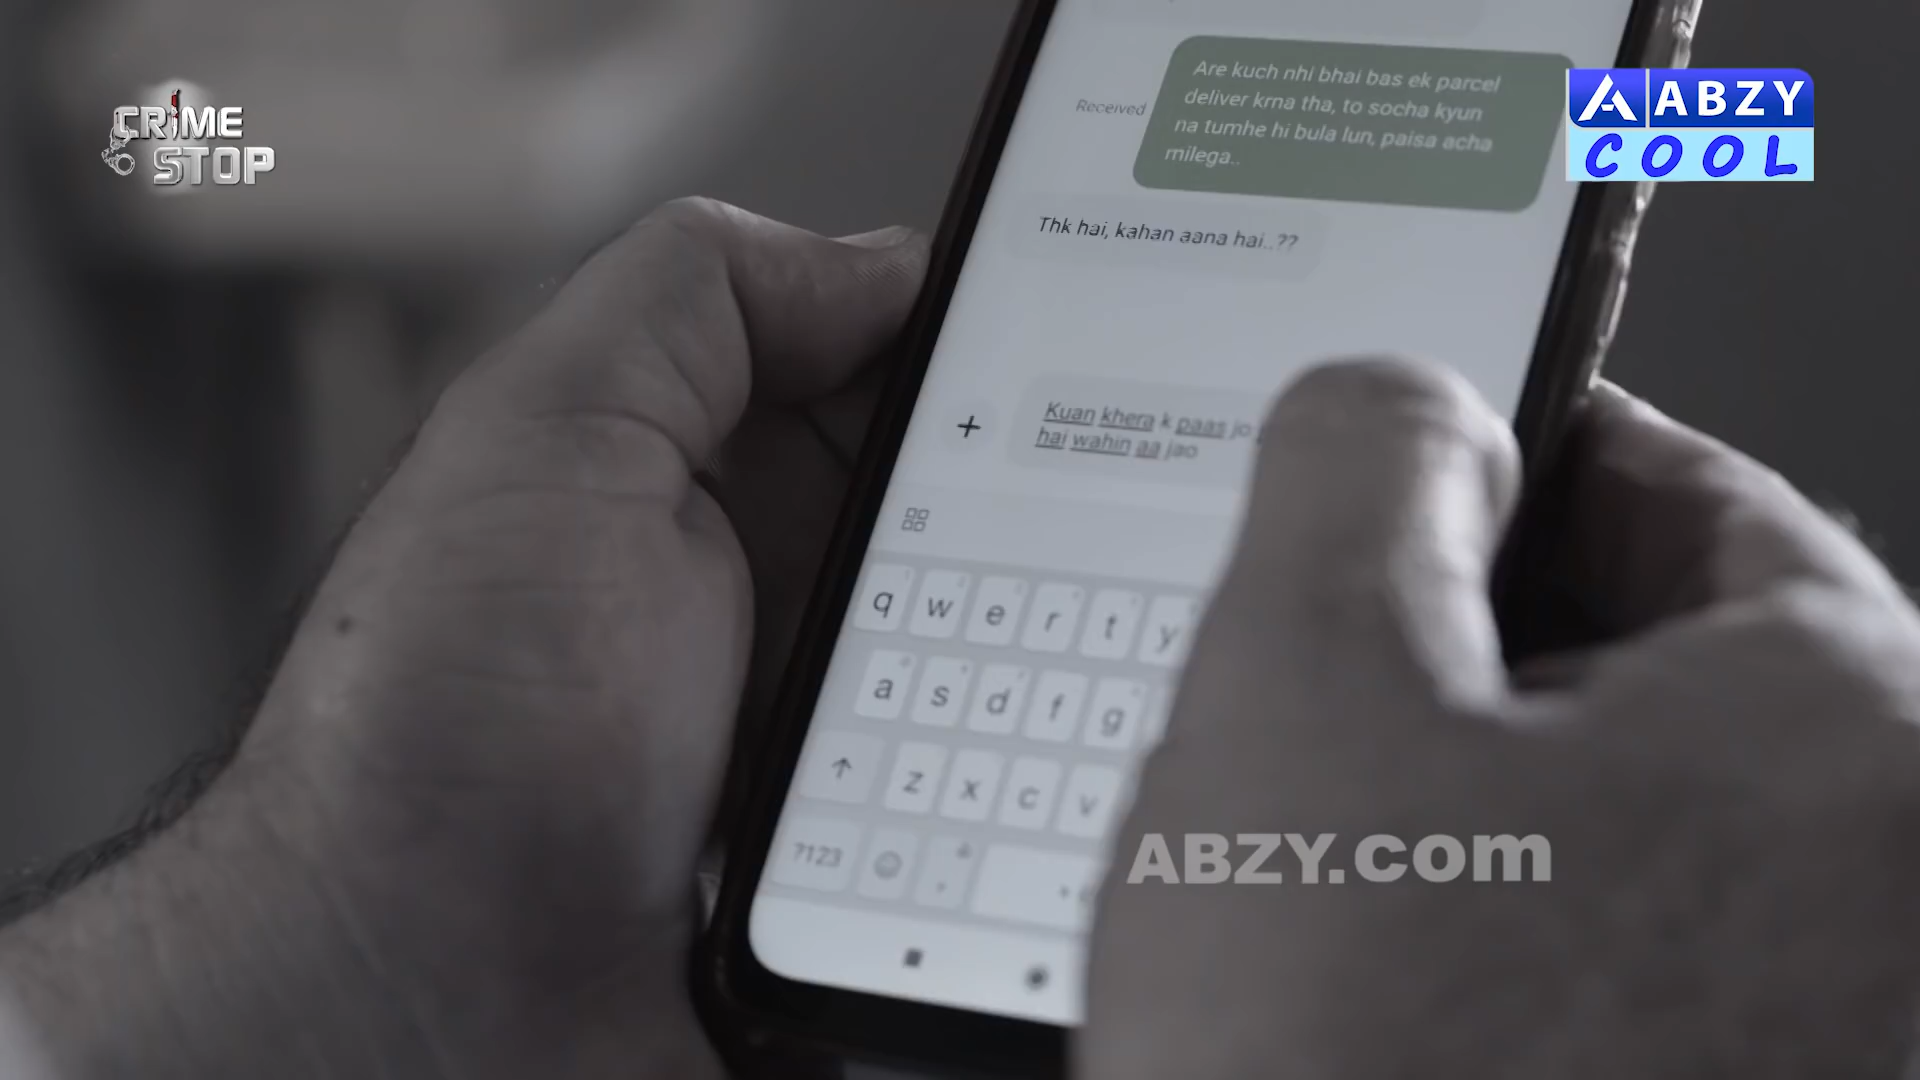 CRIME
STOP
ABZY
COOL
Are kuch nhi bhai bas ek parcel
deliver krna tha, to socha kyun
na tumhe hi bula lun, paisa acha
milega..
Received
Thk hai, kahan aana hai..??
Kuan khera k paas jo
hai wahin aa jao
q w e r t y
a s d f g
z x c v
?123
ABZY.com